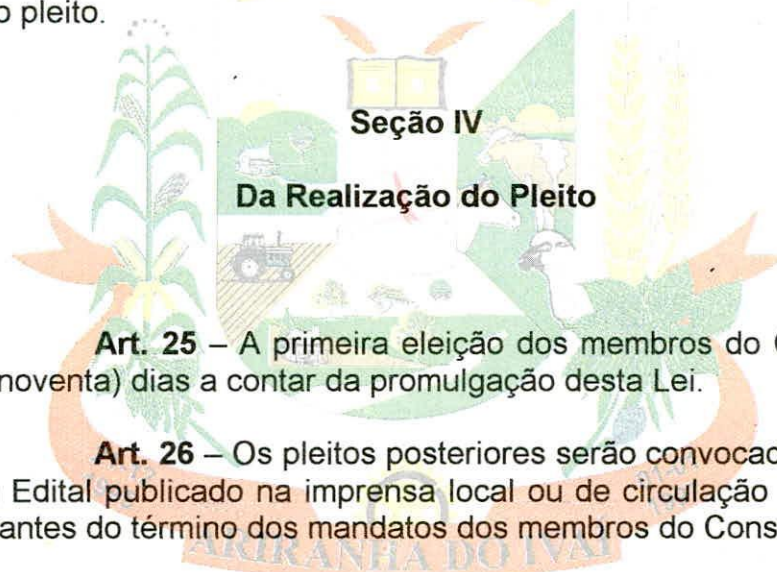 o pleito.
Seção IV
Da Realização do Pleito
Art. 25 – A primeira eleição dos membros do
noventa) dias a contar da promulgação desta Lei.
Art. 26 – Os pleitos posteriores serão
Edital publicado na imprensa local ou de circulação
antes do término dos mandatos dos membros do
ARIRANHA DO IVAÍ